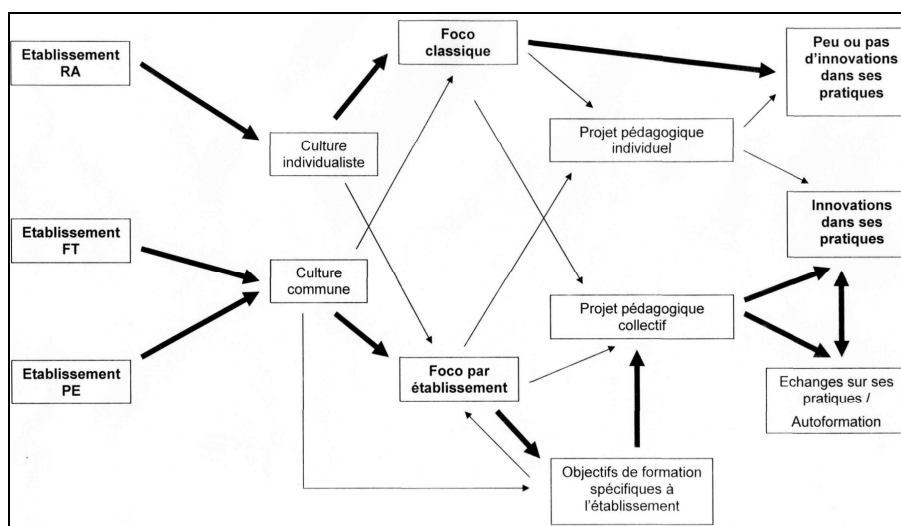 Etablissement
RA
Foco
classique
Peu ou pas
d'innovations
dans ses
pratiques
Culture
individualiste
Projet pédagogique
individuel
Etablissement
FT
Innovations
dans ses
pratiques
Culture
commune
Projet pédagogique
collectif
Etablissement
PE
Foco par
établissement
Echanges sur ses
pratiques /
Autoformation
Objectifs de formation
spécifiques à
l'établissement